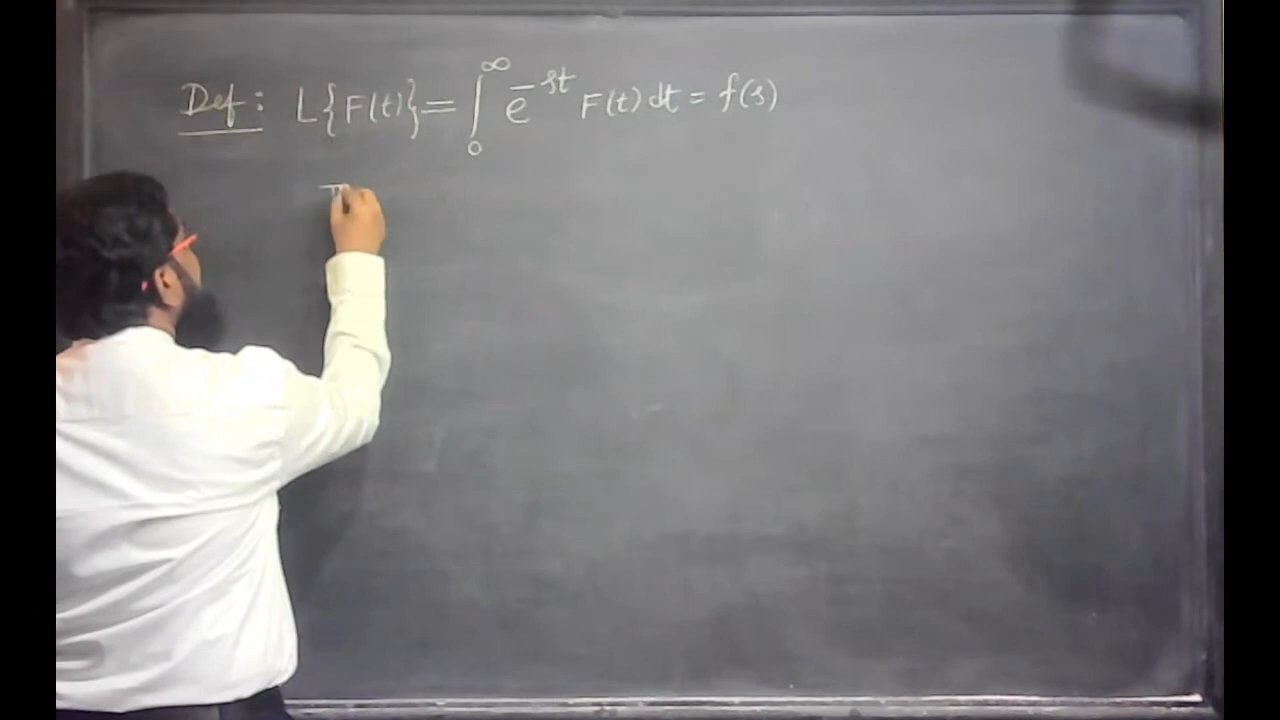 Def: L{F(t)} = ∫₀^∞ e^{-st} F(t) dt = f(s)
T